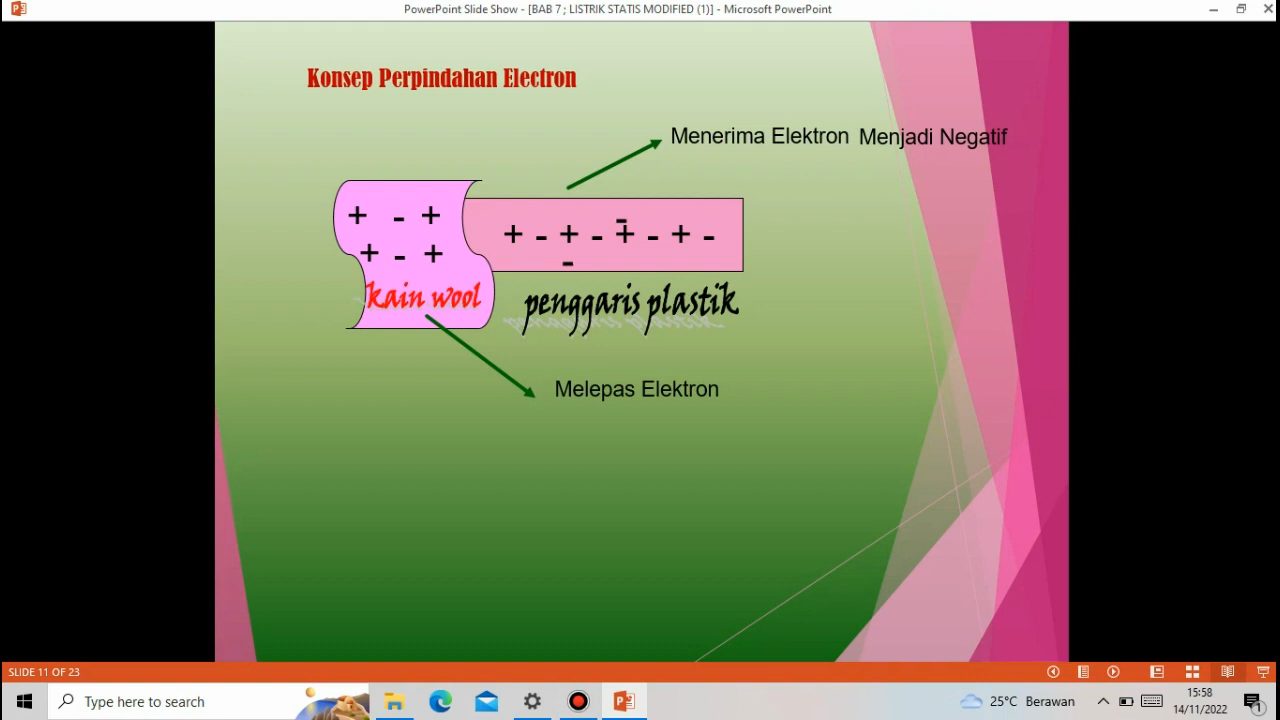 PowerPoint Slide Show - [BAB 7 ; LISTRIK STATIS MODIFIED (1)] - Microsoft PowerPoint
Konsep Perpindahan Electron
Menerima Elektron Menjadi Negatif
+ - +
+ - +
kain wool
-
+ - + - + - + -
-
penggaris plastik
Melepas Elektron
SLIDE 11 OF 23
Type here to search
25°C Berawan
15:58
14/11/2022
1